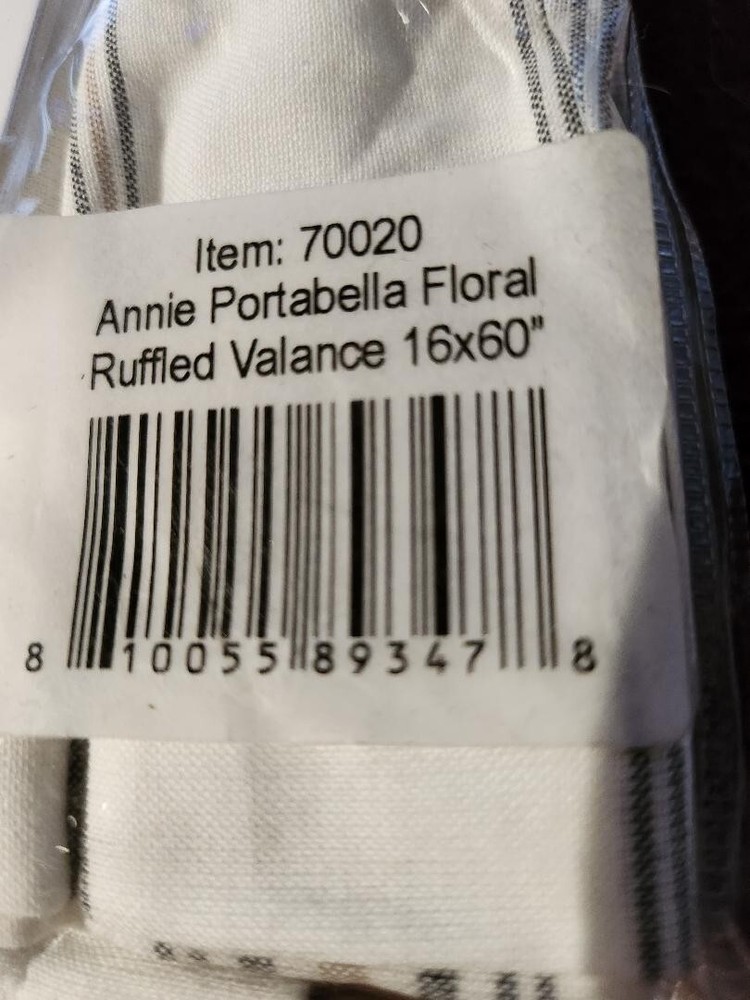 Item: 70020
Annie Portabella Floral
Ruffled Valance 16x60"
8 10055 89347 8